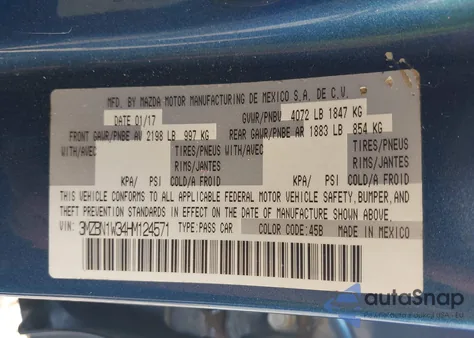 MFD. BY MAZDA MOTOR MANUFACTURING DE MEXICO S.A. DE C.V.
DATE 01/17 GVWR/PNBV 4072 LB 1847 KG
FRONT GAWR/PNBE AV 2198 LB 997 KG REAR GAWR/PNBE AR 1883 LB 854 KG
WITH/AVEC TIRES/PNEUS WITH/AVEC TIRES/PNEUS
RIMS/JANTES RIMS/JANTES
KPA/ PSI COLD/A FROID KPA/ PSI COLD/A FROID
THIS VEHICLE CONFORMS TO ALL APPLICABLE FEDERAL MOTOR VEHICLE SAFETY, BUMPER, AND
THEFT PREVENTION STANDARDS IN EFFECT ON THE DATE OF MANUFACTURE SHOWN ABOVE.
VIN: 3MZBN1W34HM124571 TYPE:PASS CAR COLOR CODE:45B MADE IN MEXICO
autoSnap